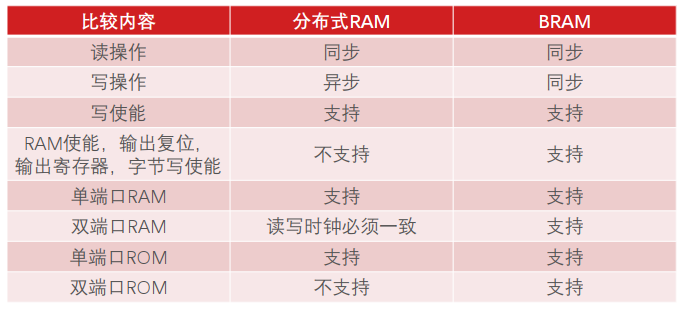 比较内容 分布式RAM BRAM
读操作 同步 同步
写操作 异步 同步
写使能 支持 支持
RAM使能，输出复位，
输出寄存器，字节写使能 不支持 支持
单端口RAM 支持 支持
双端口RAM 读写时钟必须一致 支持
单端口ROM 支持 支持
双端口ROM 不支持 支持